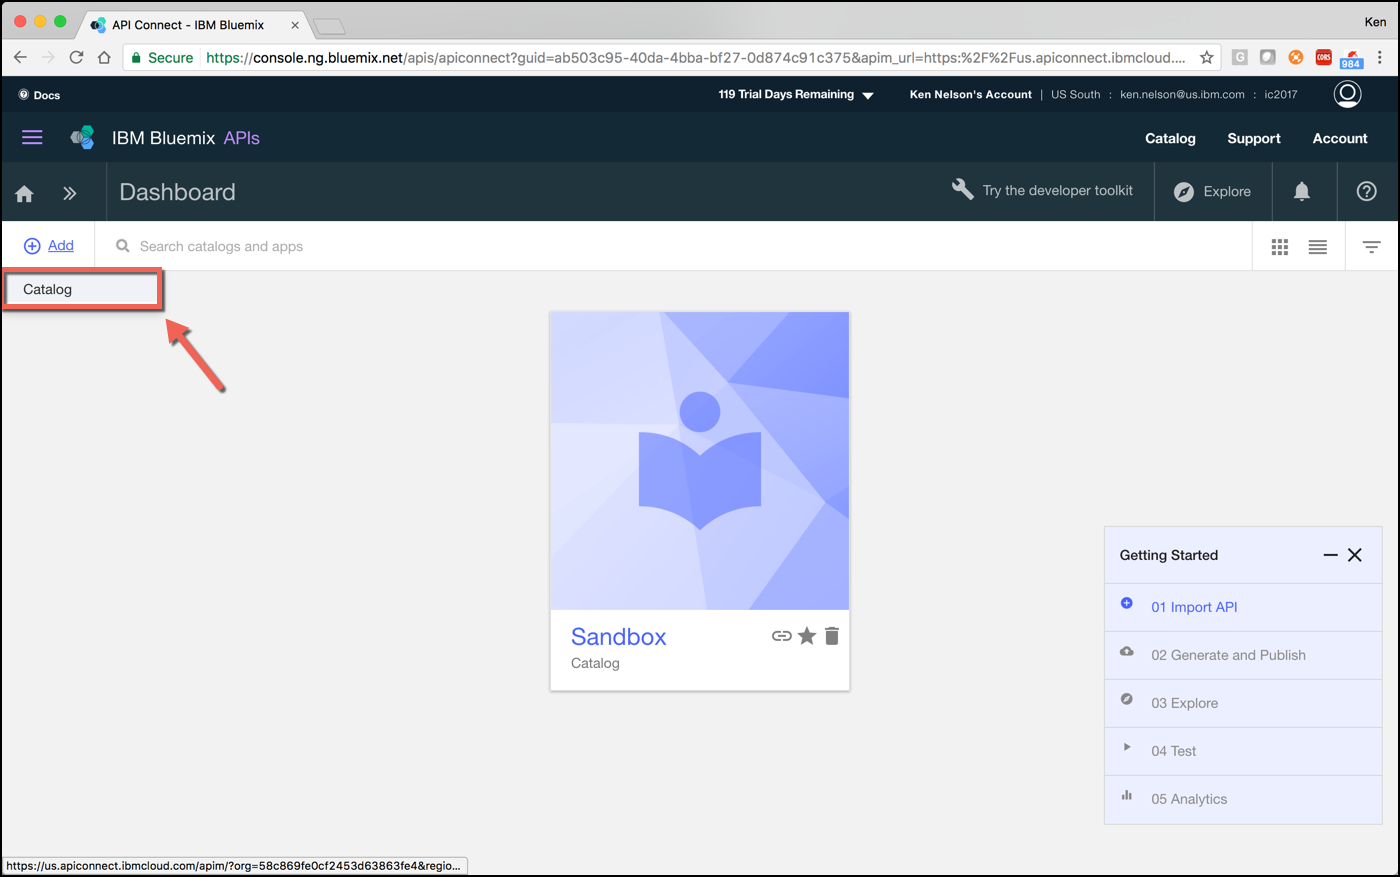 API Connect - IBM Bluemix
Ken
Secure https://console.ng.bluemix.net/apis/apiconnect?guid=ab503c95-40da-4bba-bf27-0d874c91c375&apim_url=https:%2F%2Fus.apiconnect.ibmcloud....
G
CORS
984
Docs
119 Trial Days Remaining
Ken Nelson's Account | US South : ken.nelson@us.ibm.com : ic2017
IBM Bluemix APIs
Catalog Support Account
Dashboard
Try the developer toolkit
Explore
Add
Search catalogs and apps
Catalog
Sandbox
Catalog
Getting Started
01 Import API
02 Generate and Publish
03 Explore
04 Test
05 Analytics
https://us.apiconnect.ibmcloud.com/apim/?org=58c869fe0cf2453d63863fe4&regio...